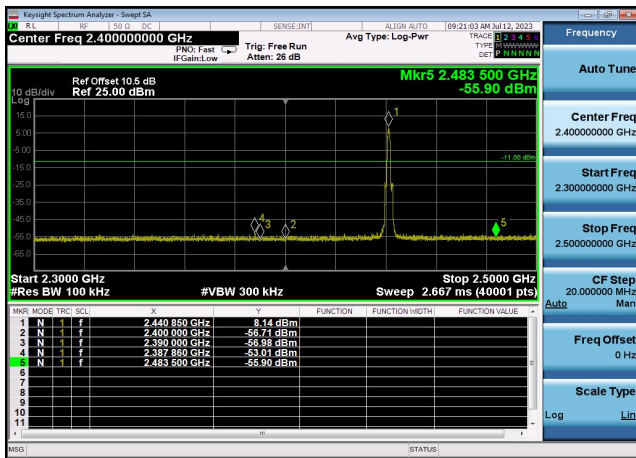 Keysight Spectrum Analyzer - Swept SA
RL RF 50 Ω DC SENSE:INT ALIGN AUTO 09:21:03 AM Jul 12, 2023
Center Freq 2.400000000 GHz
PNO: Fast
IFGain:Low
Trig: Free Run
Atten: 26 dB
Avg Type: Log-Pwr
TRACE 1 2 3 4 5 6
TYPE M WWWWW
DET P N N N N N
Ref Offset 10.5 dB
10 dB/div Ref 25.00 dBm
Log
Mkr5 2.483 500 GHz
-55.90 dBm
15.0
5.00
-5.00
-11.86 dBm
-15.0
-25.0
-35.0
-45.0
-55.0
-65.0
1
4
3
2
5
Start 2.3000 GHz Stop 2.5000 GHz
#Res BW 100 kHz #VBW 300 kHz Sweep 2.667 ms (40001 pts)
MKR MODE TRC SCL X Y FUNCTION FUNCTION WIDTH FUNCTION VALUE
1 N 1 f 2.440 850 GHz 8.14 dBm
2 N 1 f 2.400 000 GHz -56.71 dBm
3 N 1 f 2.390 000 GHz -56.98 dBm
4 N 1 f 2.387 860 GHz -53.01 dBm
5 N 1 f 2.483 500 GHz -55.90 dBm
6
7
8
9
10
11
MSG STATUS
Frequency
Auto Tune
Center Freq
2.400000000 GHz
Start Freq
2.300000000 GHz
Stop Freq
2.500000000 GHz
CF Step
20.000000 MHz
Auto Man
Freq Offset
0 Hz
Scale Type
Log Lin